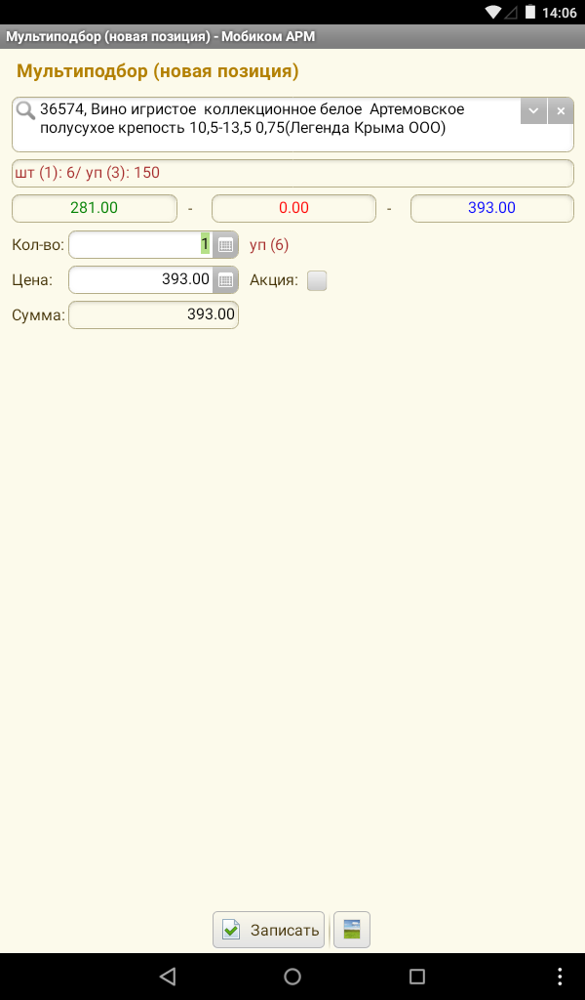 14:06
Мультиподбор (новая позиция) - Мобиком АРМ
Мультиподбор (новая позиция)
36574, Вино игристое  коллекционное белое  Артемовское
полусухое крепость 10,5-13,5 0,75(Легенда Крыма ООО)
шт (1): 6/ уп (3): 150
281.00 - 0.00 - 393.00
Кол-во: 1 уп (6)
Цена: 393.00 Акция:
Сумма: 393.00
Записать